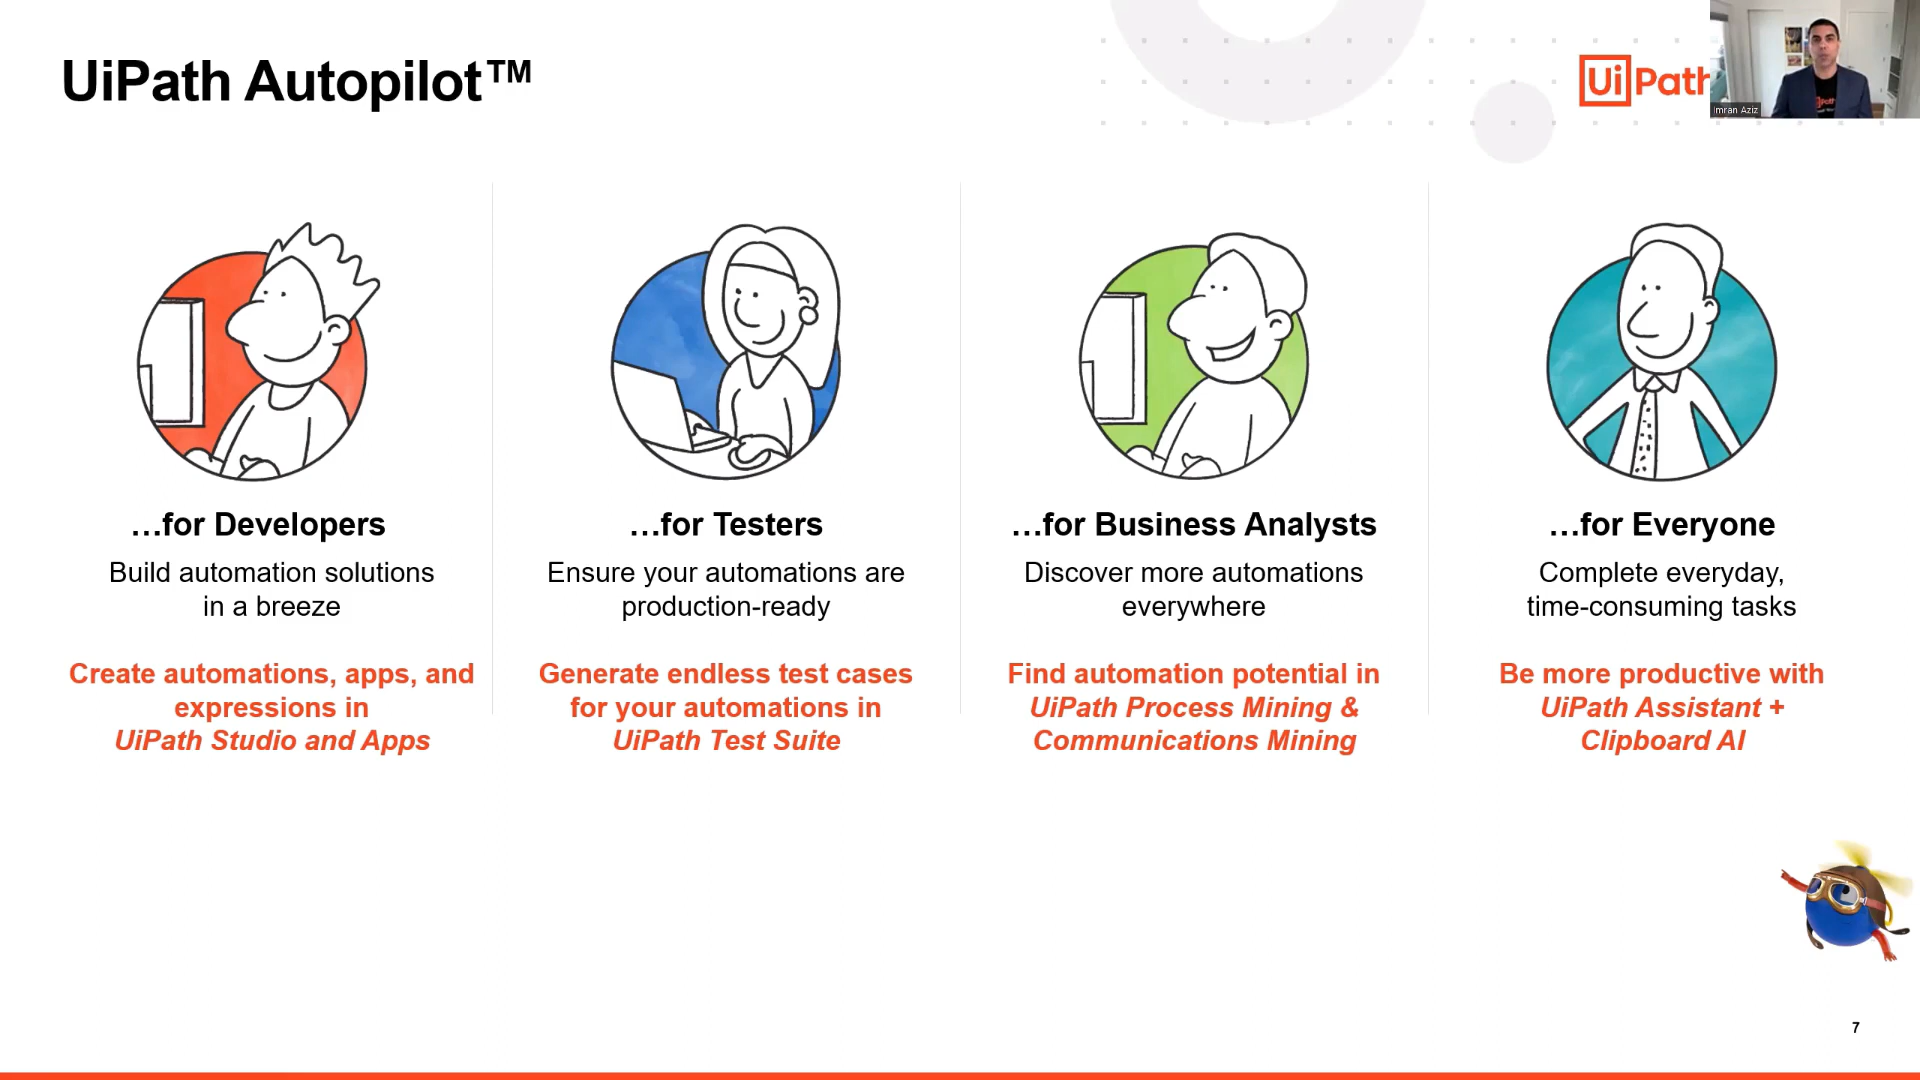 UiPath Autopilot™
UiPath
Imran Aziz
...for Developers
Build automation solutions
in a breeze
Create automations, apps, and
expressions in
UiPath Studio and Apps
...for Testers
Ensure your automations are
production-ready
Generate endless test cases
for your automations in
UiPath Test Suite
...for Business Analysts
Discover more automations
everywhere
Find automation potential in
UiPath Process Mining &
Communications Mining
...for Everyone
Complete everyday,
time-consuming tasks
Be more productive with
UiPath Assistant +
Clipboard AI
7